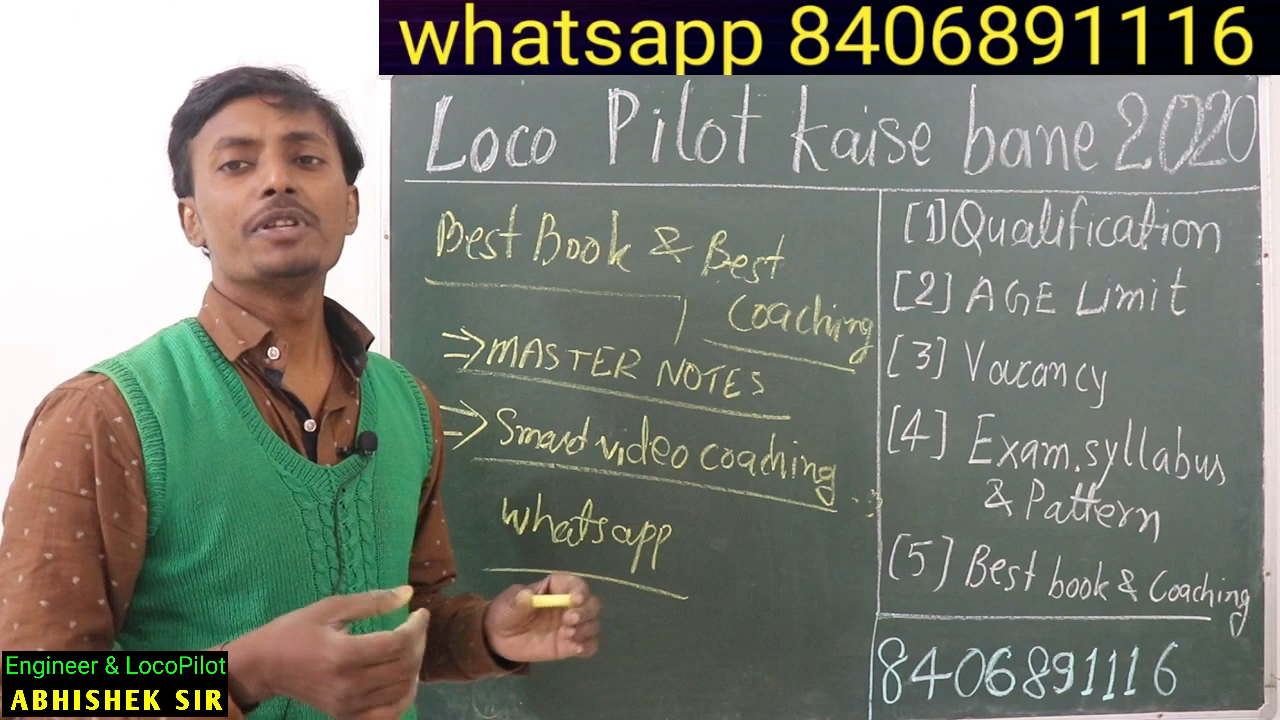 whatsapp 8406891116
Loco Pilot kaise bane 2020
Best Book & Best
Coaching
⇒ MASTER NOTES
⇒ Smart video coaching
whatsapp
[1] Qualification
[2] AGE Limit
[3] Vacancy
[4] Exam. syllabus
& Pattern
[5] Best book & Coaching
8406891116
Engineer & LocoPilot
ABHISHEK SIR